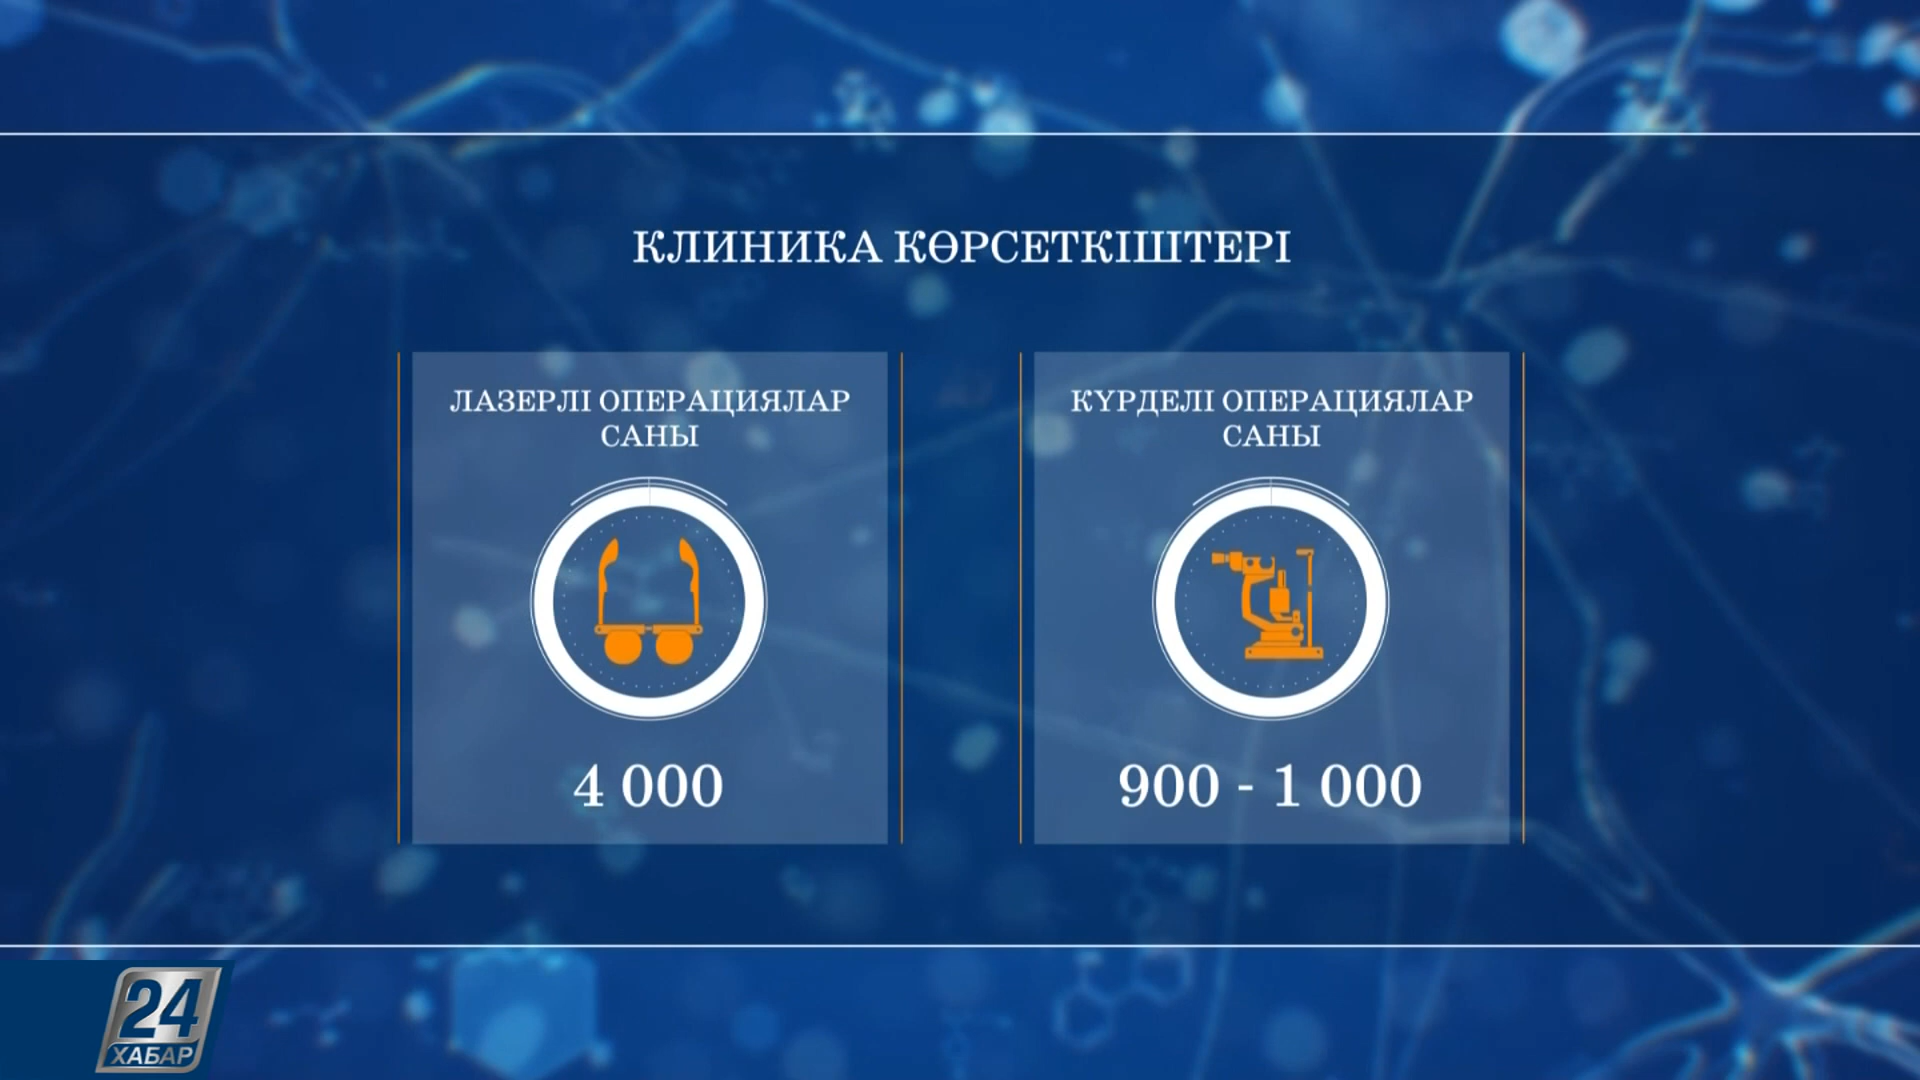 КЛИНИКА КӨРСЕТКІШТЕРІ
ЛАЗЕРЛІ ОПЕРАЦИЯЛАР
САНЫ
4 000
КҮРДЕЛІ ОПЕРАЦИЯЛАР
САНЫ
900 - 1 000
24
ХАБАР